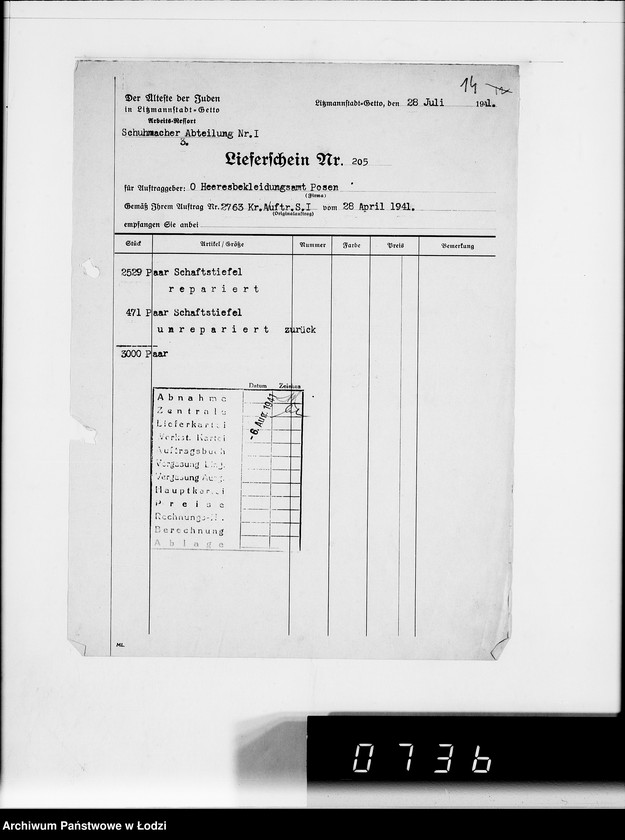 14
Der Älteste der Juden
in Litzmannstadt-Getto
Arbeits-Ressort
Schuhmacher Abteilung Nr.I
S.
Litzmannstadt-Getto, den 28 Juli 1941.
Lieferschein Nr. 205
für Auftraggeber: O Heeresbekleidungsamt Posen
(Firma)
Gemäß Ihrem Auftrag Nr. 2763 Kr.Auftr.S.I vom 28 April 1941.
(Originalauftrag)
empfangen Sie anbei
Stück Artikel / Größe Nummer Farbe Preis Bemerkung
2529 Paar Schaftstiefel
repariert
471 Paar Schaftstiefel
unrepariert zurück
3000 Paar
Datum Zeichen
Abnahme
Zentrale
Lieferkartei
Werkst. Kartei
Auftragsbuch
Vergasung Eing.
Vergasung Ausg.
Hauptkartei
Preise
Rechnungs-
Berechnung
Ablage
-6. Aug. 1941
ML.
0736
Archiwum Państwowe w Łodzi